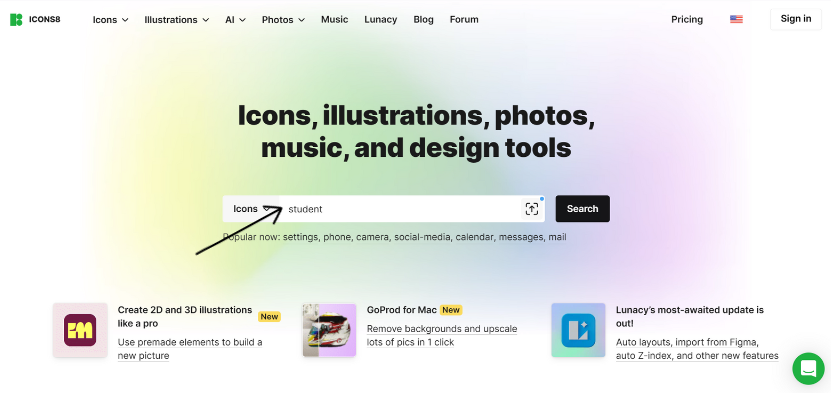 ICONS8 Icons Illustrations AI Photos Music Lunacy Blog Forum Pricing Sign in
Icons, illustrations, photos,
music, and design tools
Icons student Search
Popular now: settings, phone, camera, social-media, calendar, messages, mail
Create 2D and 3D illustrations
like a pro New
Use premade elements to build a
new picture
GoProd for Mac New
Remove backgrounds and upscale
lots of pics in 1 click
Lunacy's most-awaited update is
out!
Auto layouts, import from Figma,
auto Z-index, and other new features